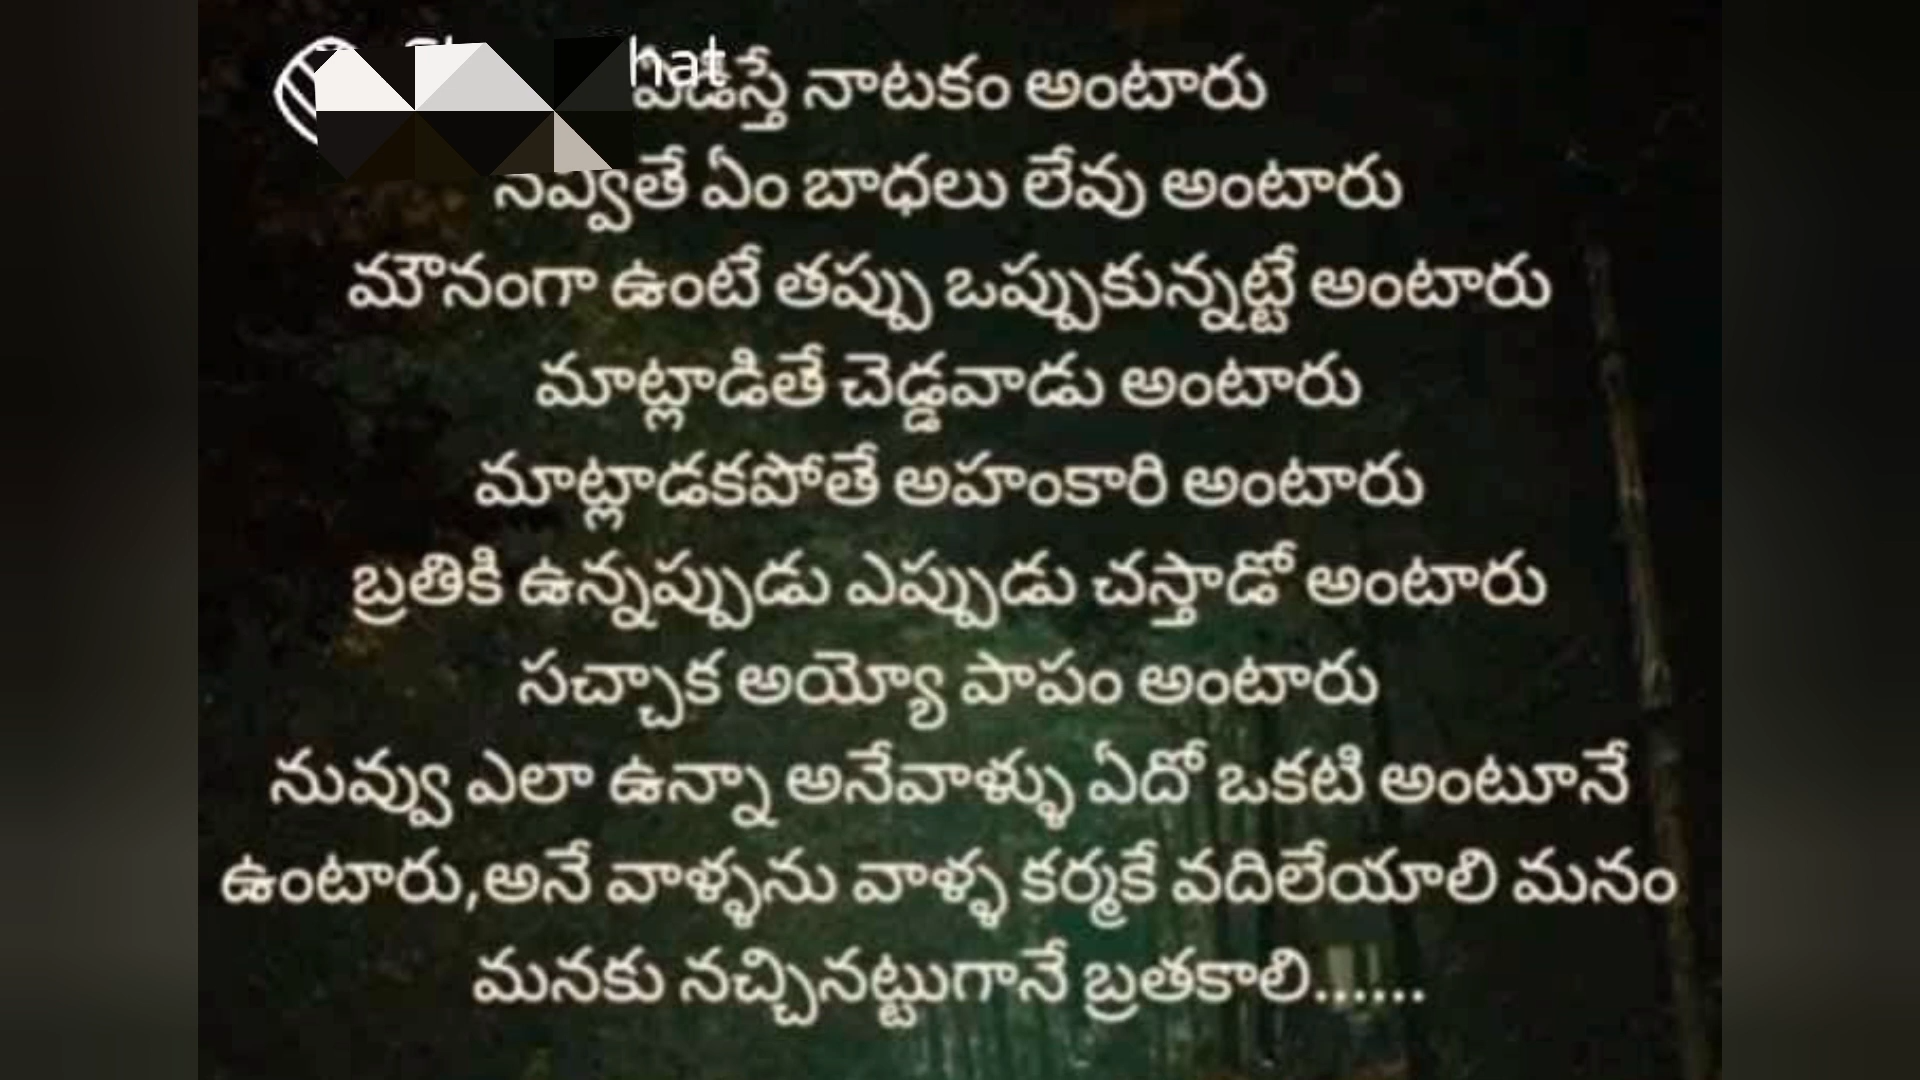 hat
నాటకం అంటారు
నవ్వితే ఏం బాధలు లేవు అంటారు
మౌనంగా ఉంటే తప్పు ఒప్పుకున్నట్టే అంటారు
మాట్లాడితే చెడ్డవాడు అంటారు
మాట్లాడకపోతే అహంకారి అంటారు
బ్రతికి ఉన్నప్పుడు ఎప్పుడు చస్తాడో అంటారు
సచ్చాక అయ్యో పాపం అంటారు
నువ్వు ఎలా ఉన్నా అనేవాళ్ళు ఏదో ఒకటి అంటూనే
ఉంటారు,అనే వాళ్ళను వాళ్ళ కర్మకే వదిలేయాలి మనం
మనకు నచ్చినట్టుగానే బ్రతకాలి......